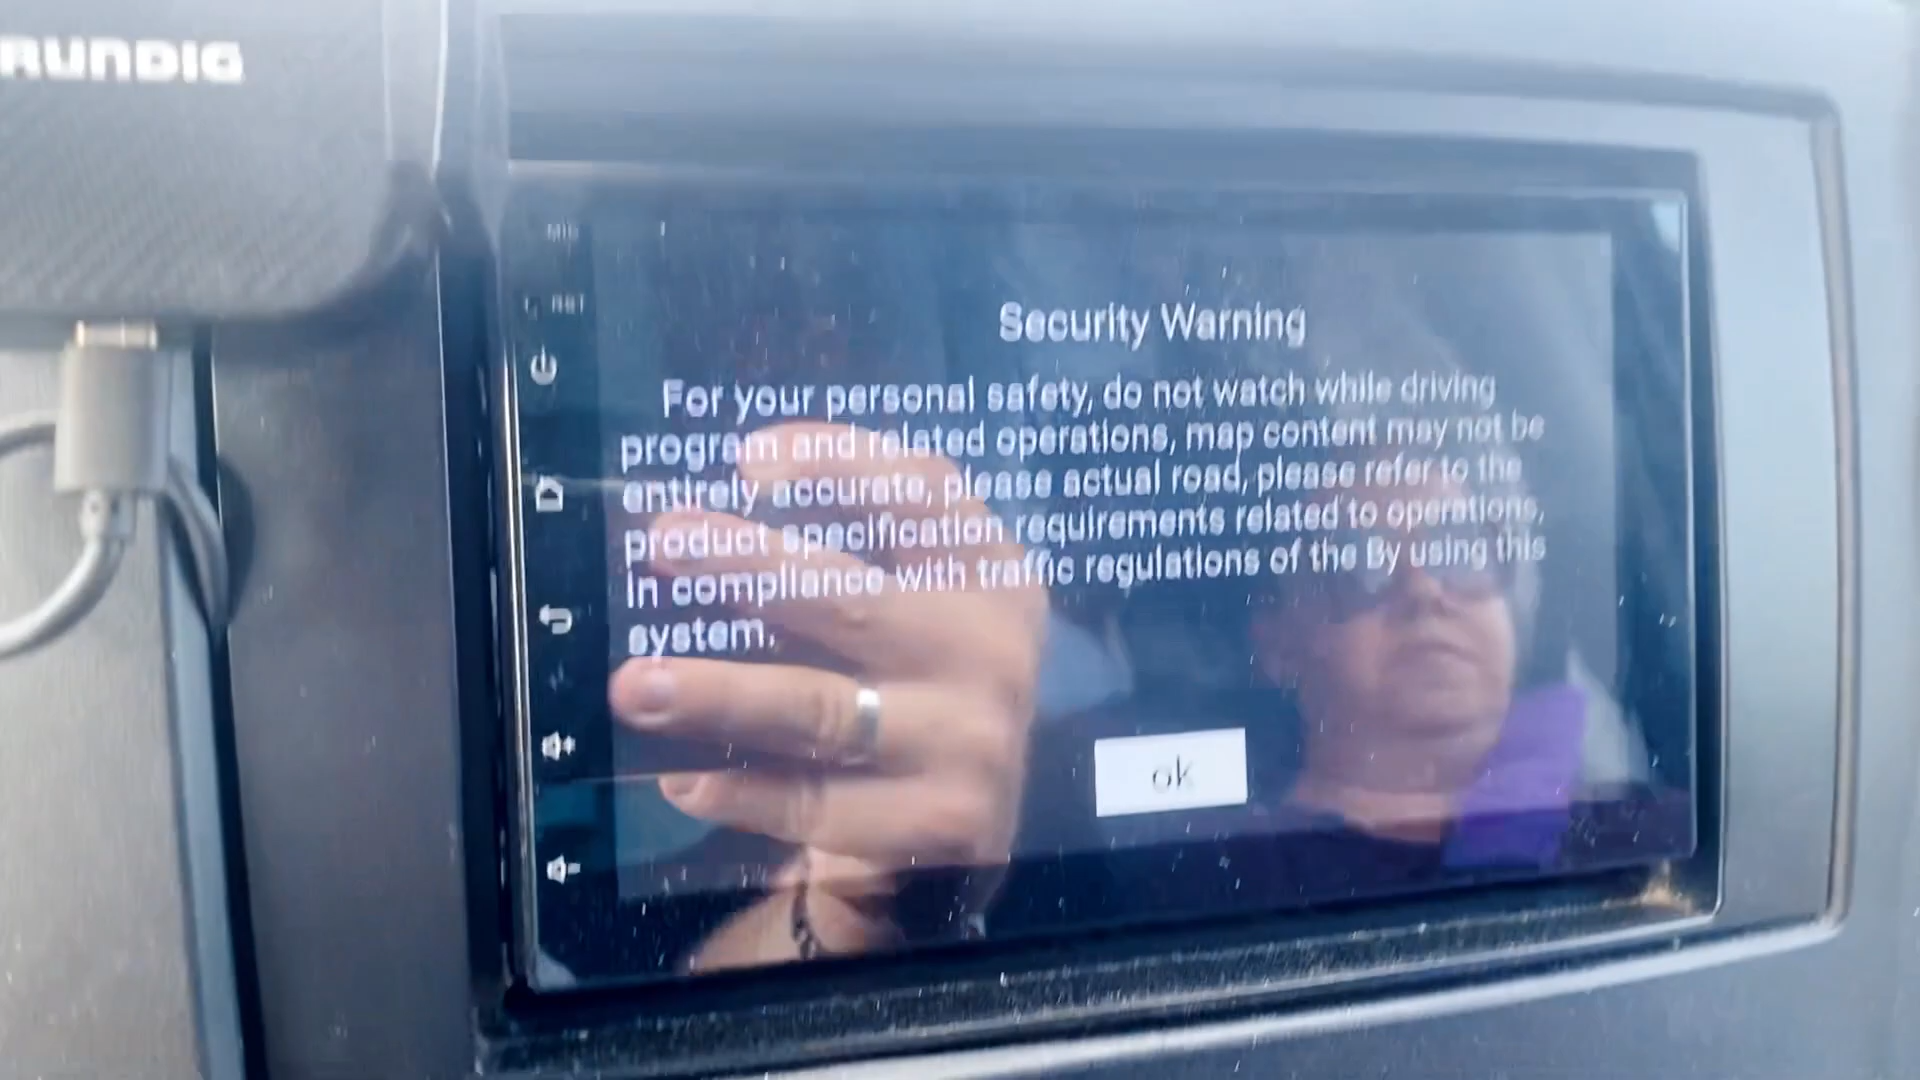 RUNDIG
MIC
RST
Security Warning
For your personal safety, do not watch while driving
program and related operations, map content may not be
entirely accurate, please actual road, please refer to the
product specification requirements related to operations,
In compliance with traffic regulations of the By using this
system.
ok